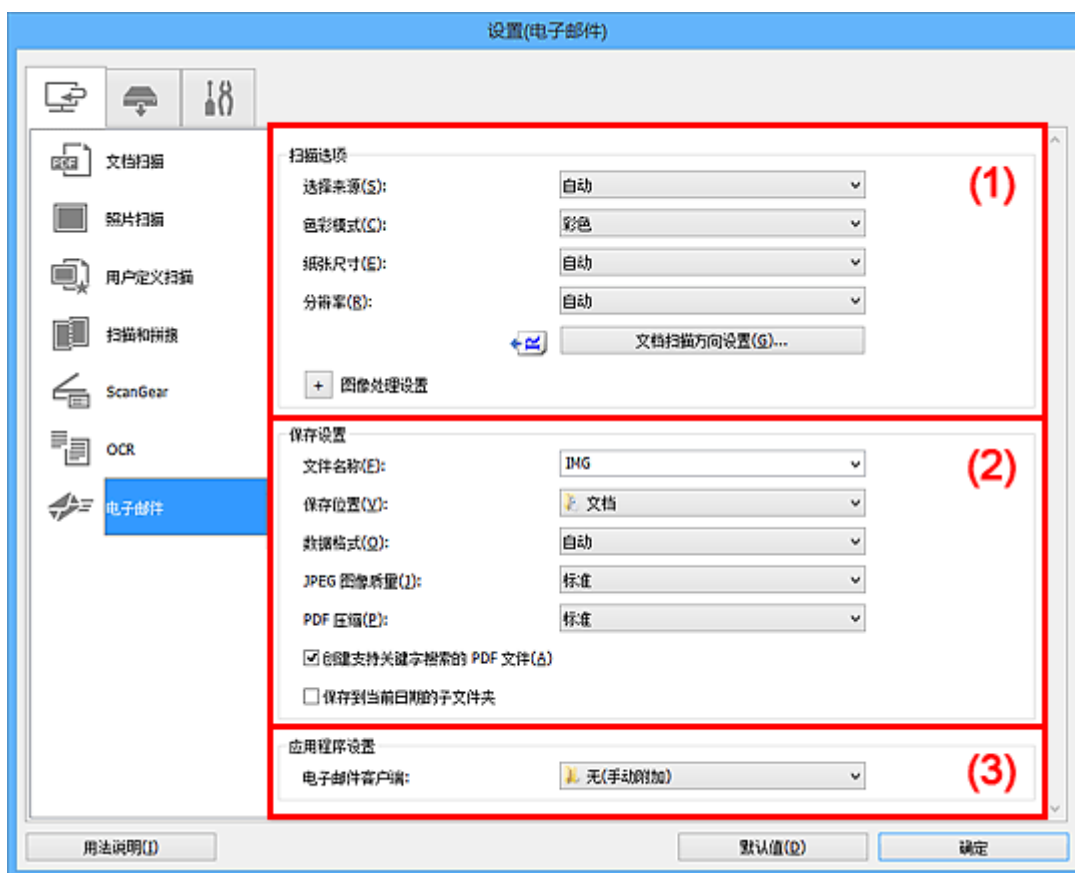 设置(电子邮件)
文档扫描
照片扫描
用户定义扫描
扫描和拼接
ScanGear
OCR
电子邮件
扫描选项
(1)
选择来源(S): 自动
色彩模式(C): 彩色
纸张尺寸(E): 自动
分辨率(R): 自动
文档扫描方向设置(G)...
+ 图像处理设置
保存设置
(2)
文件名称(F): IMG
保存位置(V): 文档
数据格式(O): 自动
JPEG 图像质量(J): 标准
PDF 压缩(P): 标准
创建支持关键字搜索的 PDF 文件(A)
保存到当前日期的子文件夹
应用程序设置
(3)
电子邮件客户端: 无(手动附加)
用法说明(I) 默认值(D) 确定